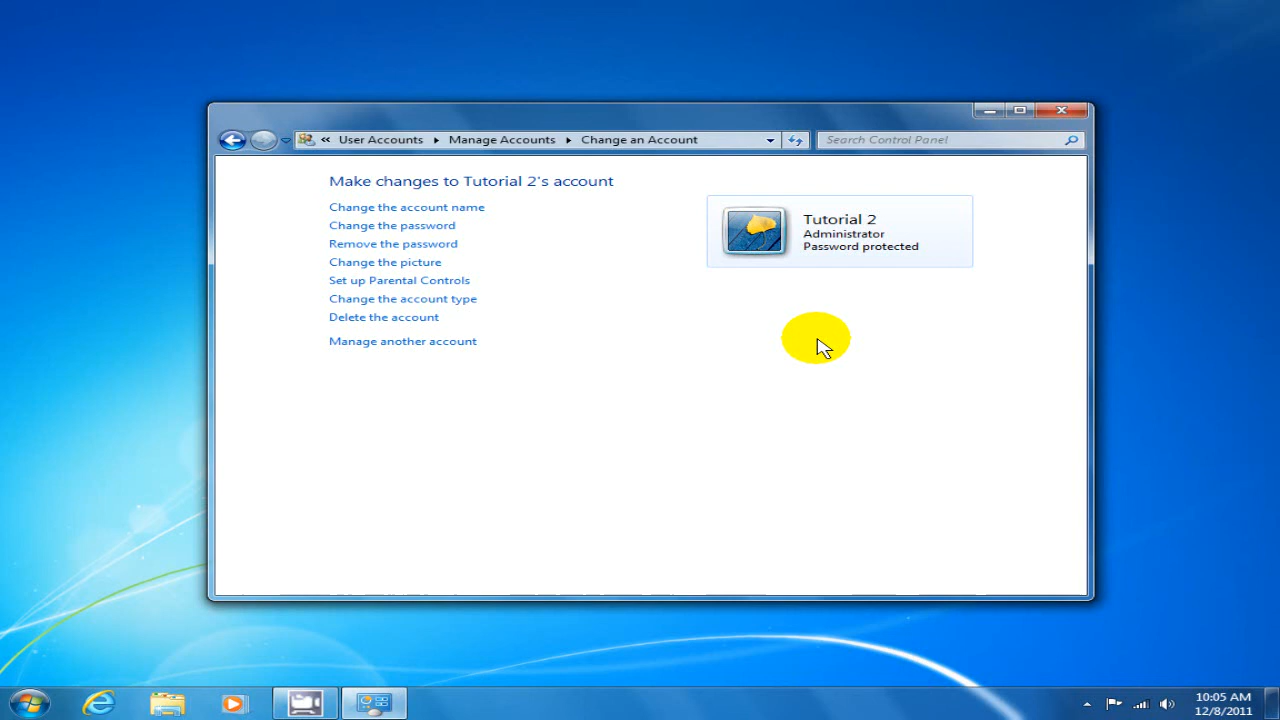 « User Accounts ▸ Manage Accounts ▸ Change an Account
Search Control Panel
Make changes to Tutorial 2's account
Change the account name
Change the password
Remove the password
Change the picture
Set up Parental Controls
Change the account type
Delete the account
Manage another account
Tutorial 2
Administrator
Password protected
10:05 AM
12/8/2011